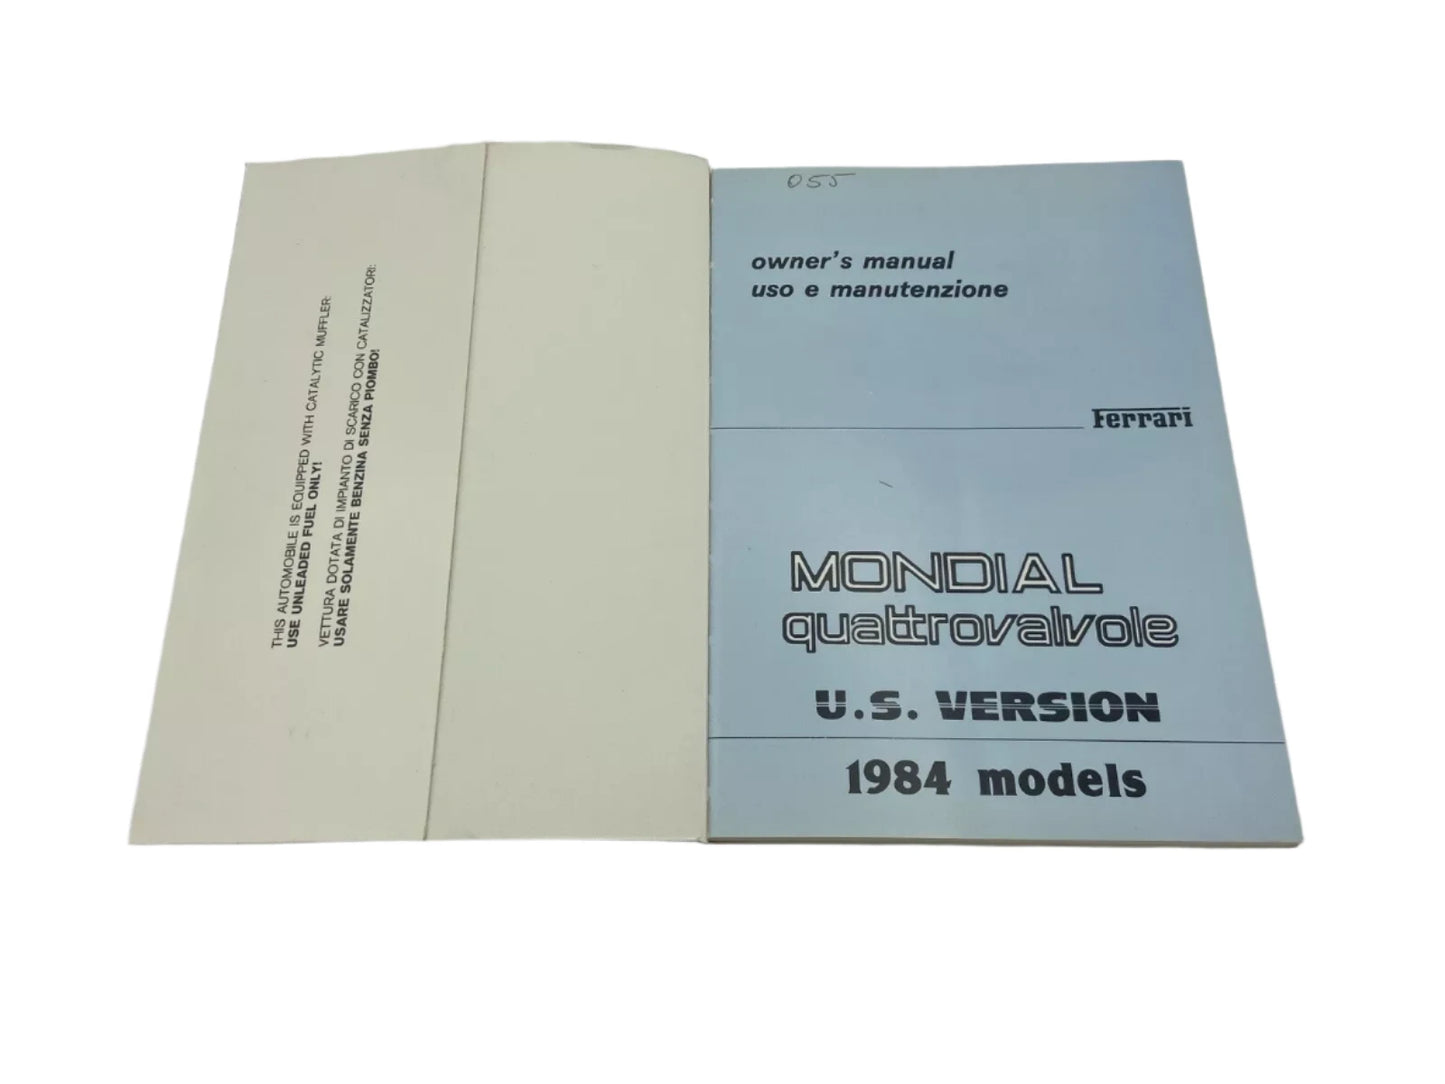 THIS AUTOMOBILE IS EQUIPPED WITH CATALYTIC MUFFLER:
USE UNLEADED FUEL ONLY!
VETTURA DOTATA DI IMPIANTO DI SCARICO CON CATALIZZATORI:
USARE SOLAMENTE BENZINA SENZA PIOMBO!
055
owner's manual
uso e manutenzione
Ferrari
MONDIAL
quattrovalvole
U.S. VERSION
1984 models